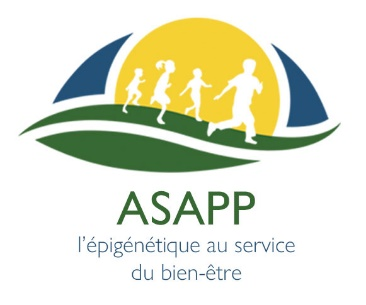 ASAPP
l'épigénétique au service
du bien-être